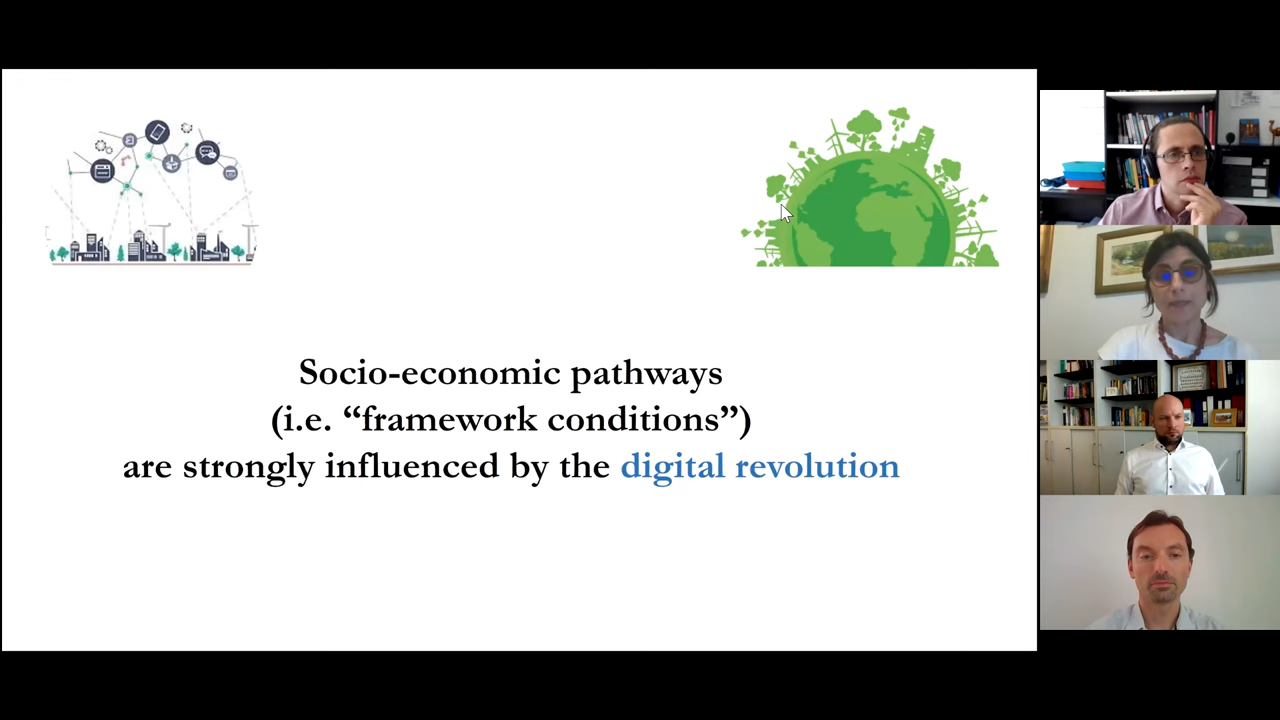 Socio-economic pathways
(i.e. “framework conditions”)
are strongly influenced by the digital revolution